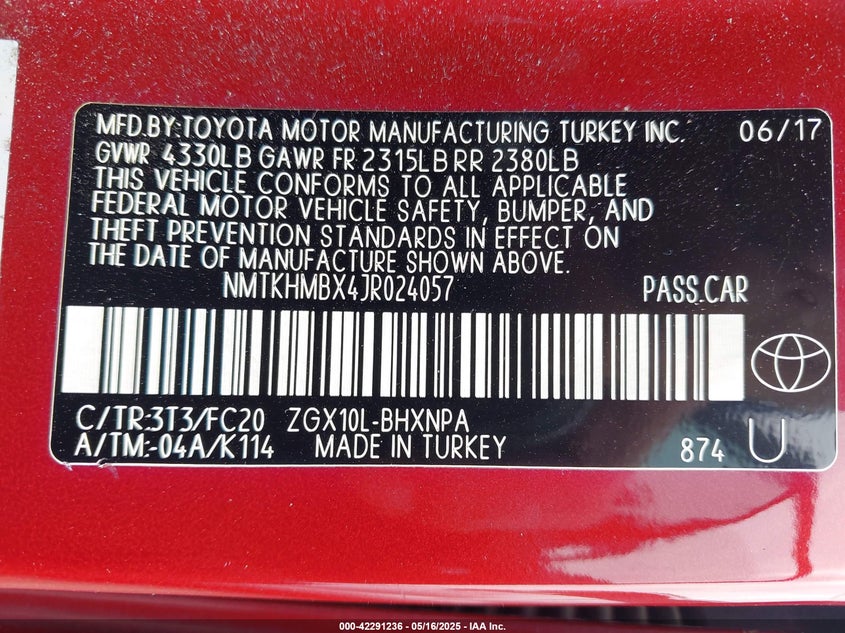 MFD.BY:TOYOTA MOTOR MANUFACTURING TURKEY INC. 06/17
GVWR 4330LB GAWR FR 2315LB RR 2380LB
THIS VEHICLE CONFORMS TO ALL APPLICABLE
FEDERAL MOTOR VEHICLE SAFETY, BUMPER, AND
THEFT PREVENTION STANDARDS IN EFFECT ON
THE DATE OF MANUFACTURE SHOWN ABOVE.
NMTKHMBX4JR024057 PASS.CAR
C/TR:3T3/FC20 ZGX10L-BHXNPA
A/TM:-04A/K114 MADE IN TURKEY 874 U
000-42291236 - 05/16/2025 - IAA Inc.